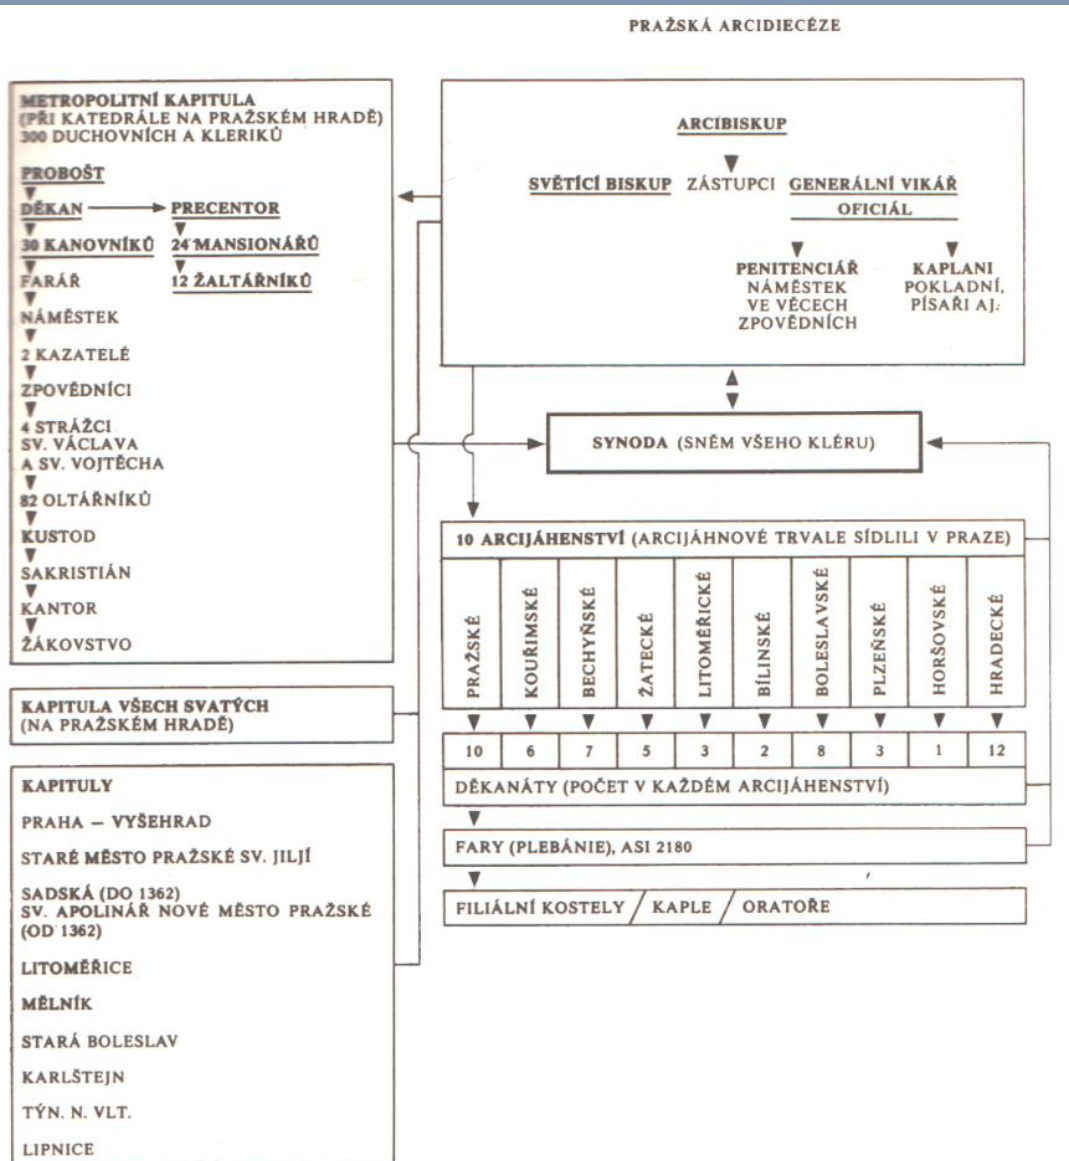 PRAŽSKÁ ARCIDIECÉZE
METROPOLITNÍ KAPITULA
(PŘI KATEDRÁLE NA PRAŽSKÉM HRADĚ)
300 DUCHOVNÍCH A KLERIKŮ
PROBOŠT
DĚKAN
PRECENTOR
30 KANOVNÍKŮ
24 MANSIONÁŘŮ
FARÁŘ
12 ŽALTÁŘNÍKŮ
NÁMĚSTEK
2 KAZATELÉ
ZPOVĚDNÍCI
4 STRÁŽCI
SV. VÁCLAVA
A SV. VOJTĚCHA
82 OLTÁŘNÍKŮ
KUSTOD
SAKRISTIÁN
KANTOR
ŽÁKOVSTVO
KAPITULA VŠECH SVATÝCH
(NA PRAŽSKÉM HRADĚ)
KAPITULY
PRAHA – VYŠEHRAD
STARÉ MĚSTO PRAŽSKÉ SV. JILJÍ
SADSKÁ (DO 1362)
SV. APOLINÁŘ NOVÉ MĚSTO PRAŽSKÉ
(OD 1362)
LITOMĚŘICE
MĚLNÍK
STARÁ BOLESLAV
KARLŠTEJN
TÝN. N. VLT.
LIPNICE
ARCIBISKUP
SVĚTÍCÍ BISKUP ZÁSTUPCI GENERÁLNÍ VIKÁŘ
OFICIÁL
PENITENCIÁŘ
NÁMĚSTEK
VE VĚCECH
ZPOVĚDNÍCH
KAPLANI
POKLADNÍ,
PÍSAŘI AJ.
SYNODA (SNĚM VŠEHO KLÉRU)
10 ARCIJÁHENSTVÍ (ARCIJÁHNOVÉ TRVALE SÍDLILI V PRAZE)
PRAŽSKÉ
KOUŘIMSKÉ
BECHYŇSKÉ
ŽATECKÉ
LITOMĚŘICKÉ
BÍLINSKÉ
BOLESLAVSKÉ
PLZEŇSKÉ
HORŠOVSKÉ
HRADECKÉ
10 6 7 5 3 2 8 3 1 12
DĚKANÁTY (POČET V KAŽDÉM ARCIJÁHENSTVÍ)
FARY (PLEBÁNIE), ASI 2180
FILIÁLNÍ KOSTELY / KAPLE / ORATOŘE